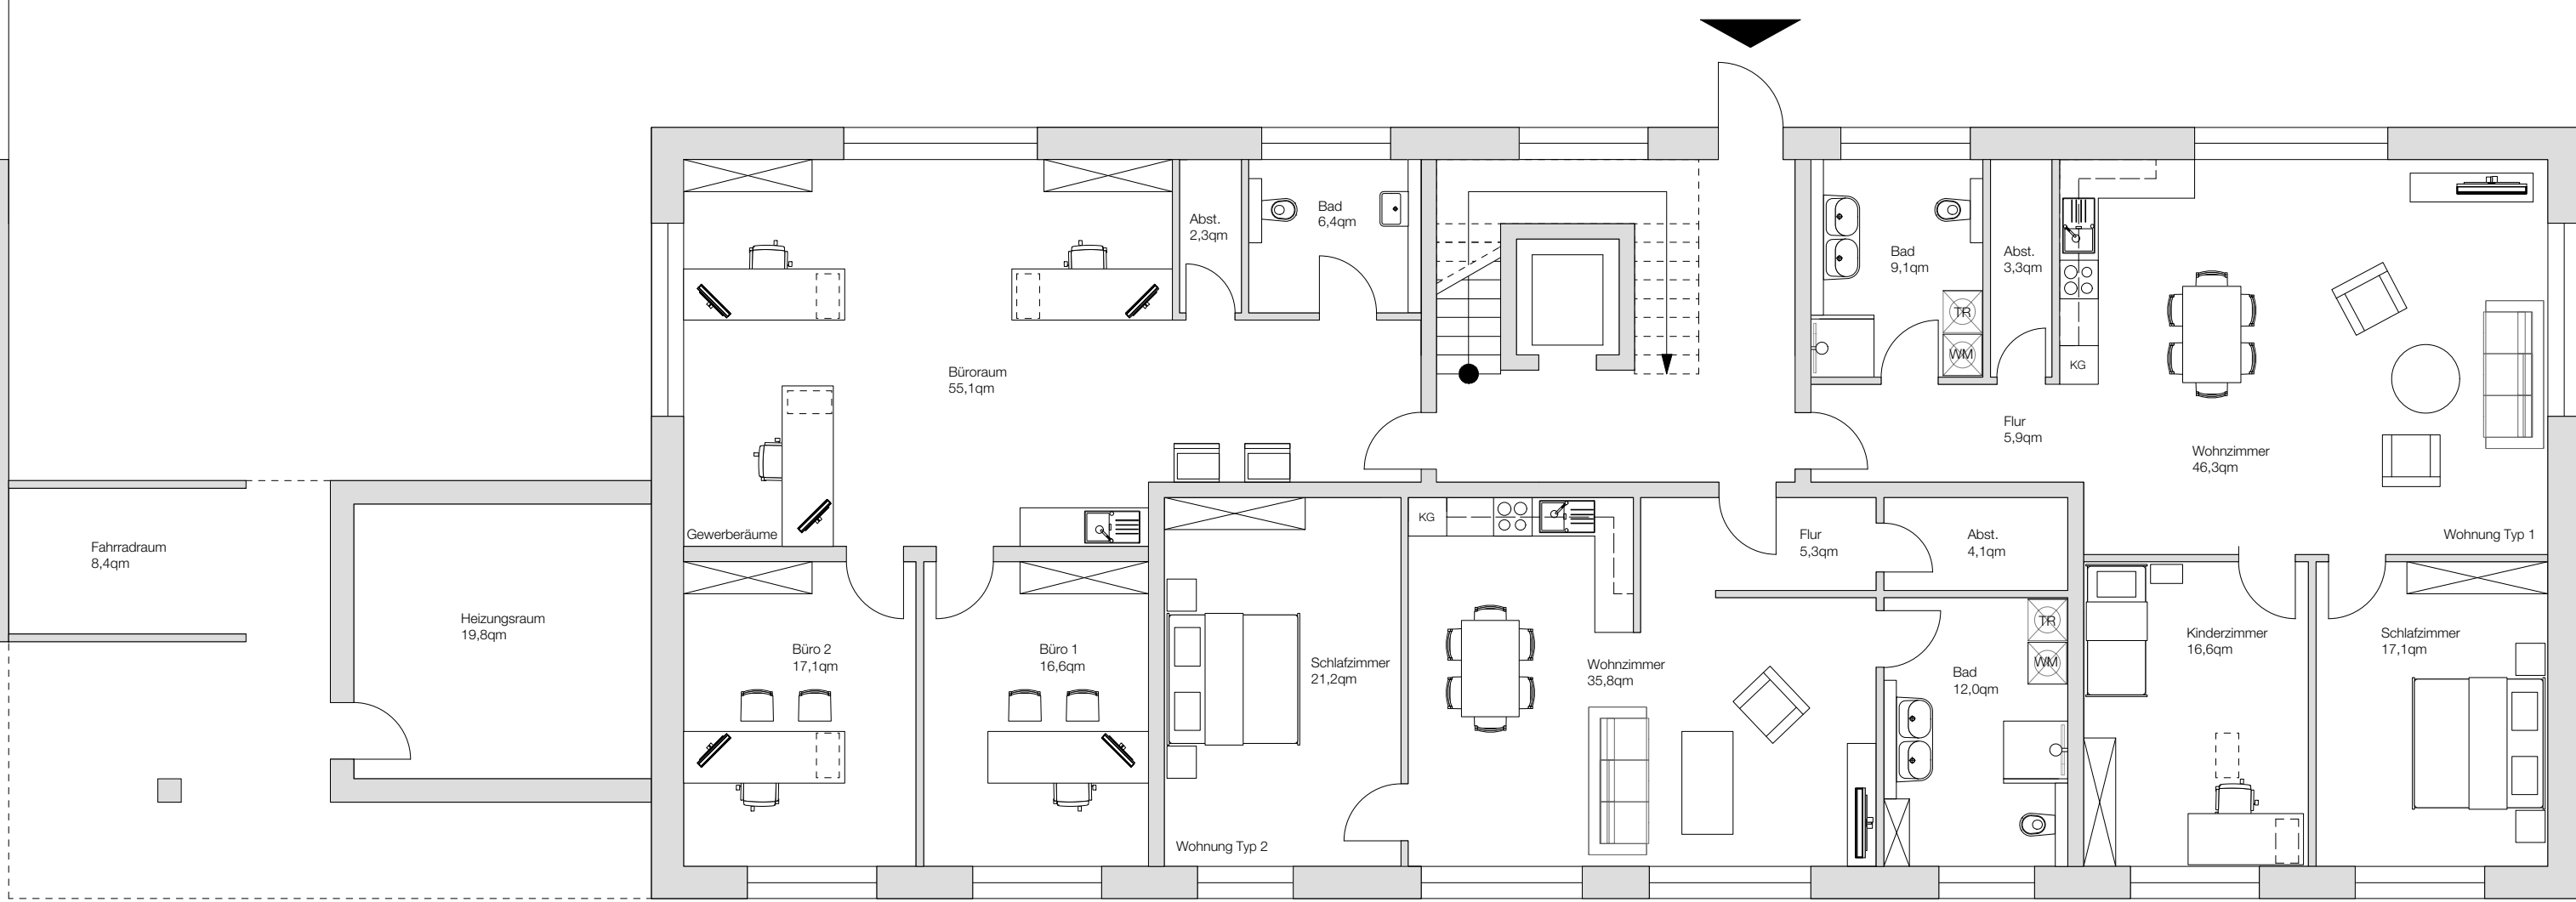 Abst.
2,3qm
Bad
6,4qm
Bad
9,1qm
Abst.
3,3qm
TR
WM
KG
Büroraum
55,1qm
Flur
5,9qm
Wohnzimmer
46,3qm
Gewerberäume
Wohnung Typ 1
KG
Flur
5,3qm
Abst.
4,1qm
Fahrradraum
8,4qm
Heizungsraum
19,8qm
Büro 2
17,1qm
Büro 1
16,6qm
Schlafzimmer
21,2qm
Wohnzimmer
35,8qm
TR
WM
Bad
12,0qm
Kinderzimmer
16,6qm
Schlafzimmer
17,1qm
Wohnung Typ 2